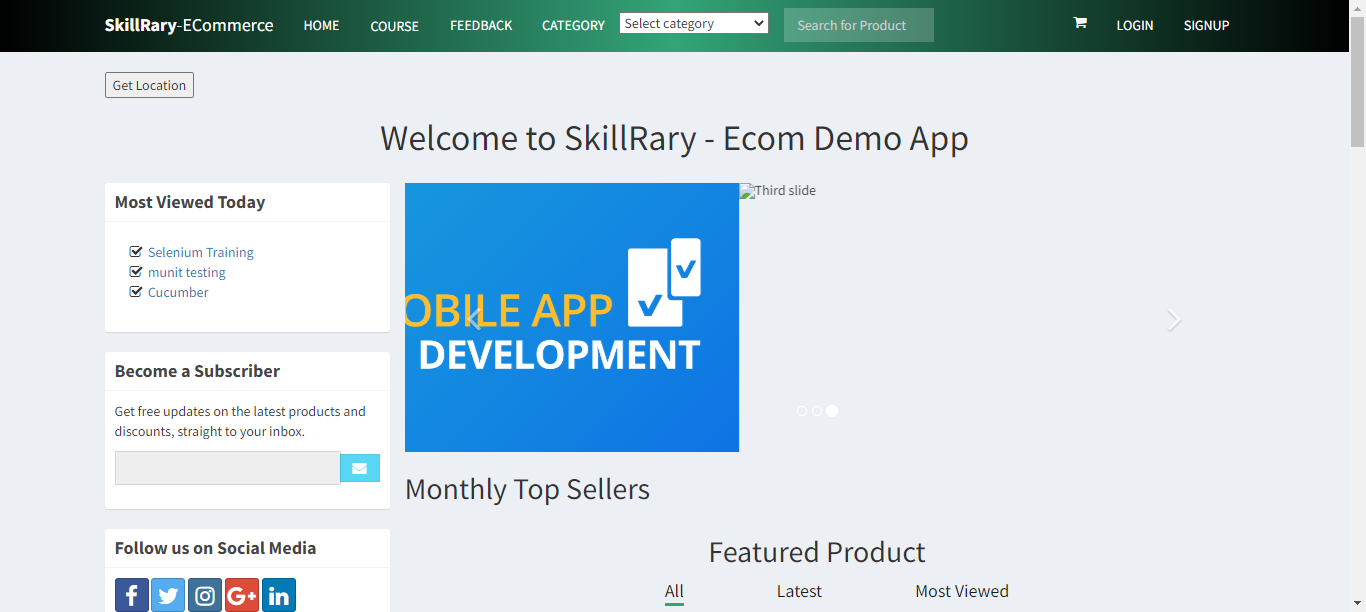 SkillRary-ECommerce HOME COURSE FEEDBACK CATEGORY Select category Search for Product LOGIN SIGNUP
Get Location
Welcome to SkillRary - Ecom Demo App
Most Viewed Today
Selenium Training
munit testing
Cucumber
Become a Subscriber
Get free updates on the latest products and
discounts, straight to your inbox.
Follow us on Social Media
f G+ in
OBILE APP
DEVELOPMENT
Third slide
Monthly Top Sellers
Featured Product
All Latest Most Viewed